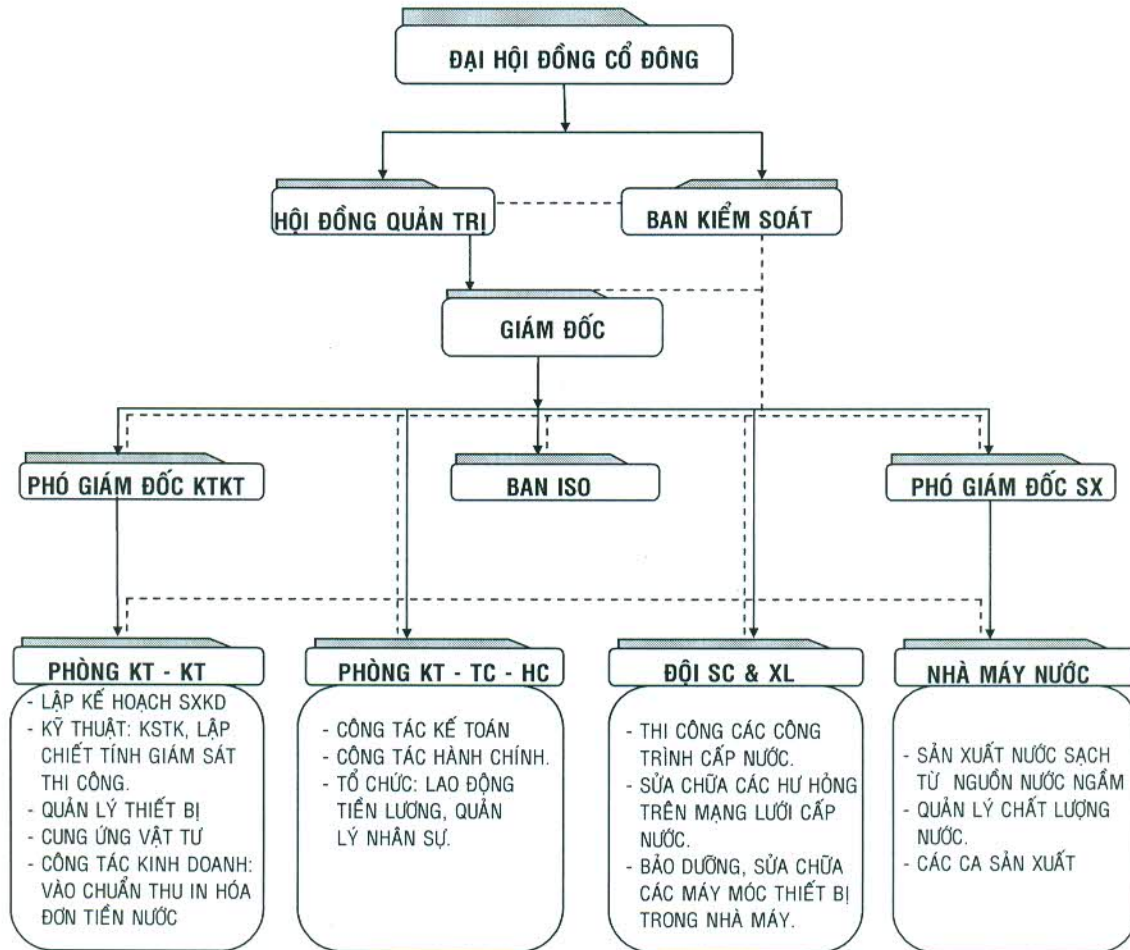 ĐẠI HỘI ĐỒNG CỔ ĐÔNG
HỘI ĐỒNG QUẢN TRỊ
BAN KIỂM SOÁT
GIÁM ĐỐC
PHÓ GIÁM ĐỐC KTKT
BAN ISO
PHÓ GIÁM ĐỐC SX
PHÒNG KT - KT
- LẬP KẾ HOẠCH SXKD
- KỸ THUẬT: KSTK, LẬP
CHIẾT TÍNH GIÁM SÁT
THI CÔNG.
- QUẢN LÝ THIẾT BỊ
- CUNG ỨNG VẬT TƯ
- CÔNG TÁC KINH DOANH:
VÀO CHUẨN THU IN HÓA
ĐƠN TIỀN NƯỚC
PHÒNG KT - TC - HC
- CÔNG TÁC KẾ TOÁN
- CÔNG TÁC HÀNH CHÍNH.
- TỔ CHỨC: LAO ĐỘNG
TIỀN LƯƠNG, QUẢN
LÝ NHÂN SỰ.
ĐỘI SC & XL
- THI CÔNG CÁC CÔNG
TRÌNH CẤP NƯỚC.
- SỬA CHỮA CÁC HƯ HỎNG
TRÊN MẠNG LƯỚI CẤP
NƯỚC.
- BẢO DƯỠNG, SỬA CHỮA
CÁC MÁY MÓC THIẾT BỊ
TRONG NHÀ MÁY.
NHÀ MÁY NƯỚC
- SẢN XUẤT NƯỚC SẠCH
TỪ NGUỒN NƯỚC NGẦM
- QUẢN LÝ CHẤT LƯỢNG
NƯỚC.
- CÁC CA SẢN XUẤT